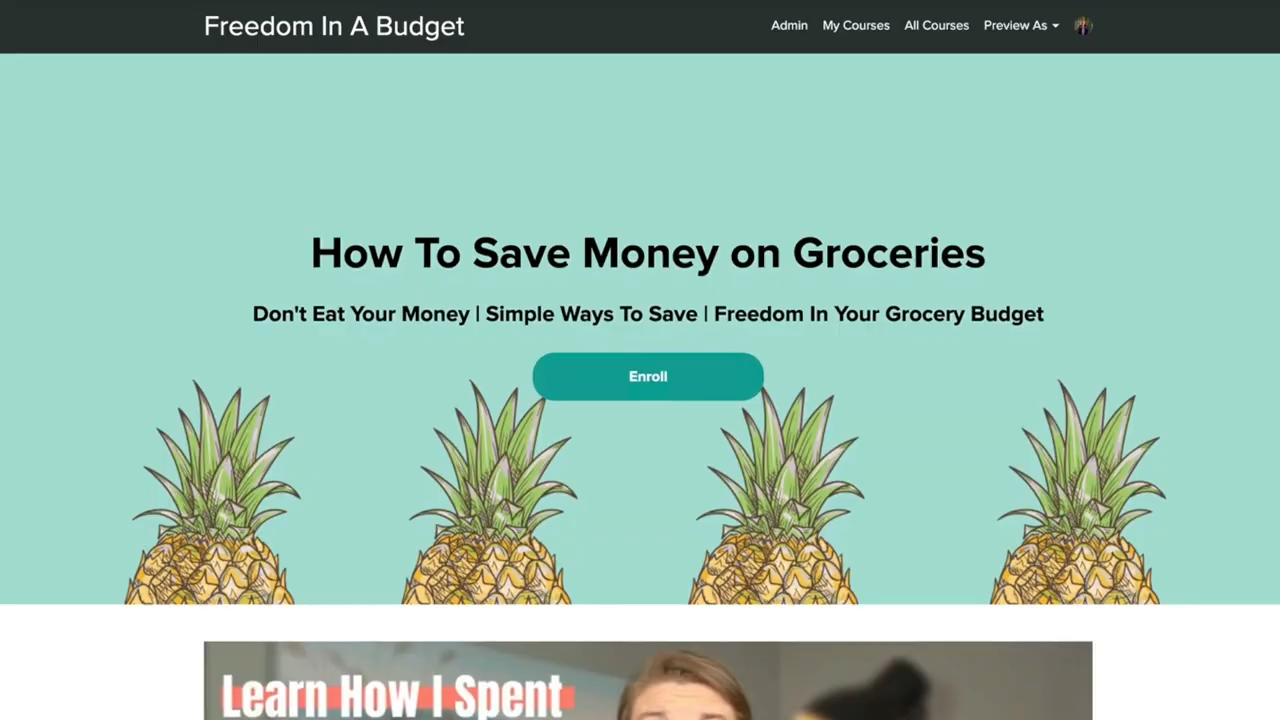 Freedom In A Budget
Admin
My Courses
All Courses
Preview As
How To Save Money on Groceries
Don't Eat Your Money | Simple Ways To Save | Freedom In Your Grocery Budget
Enroll
Learn How I Spent